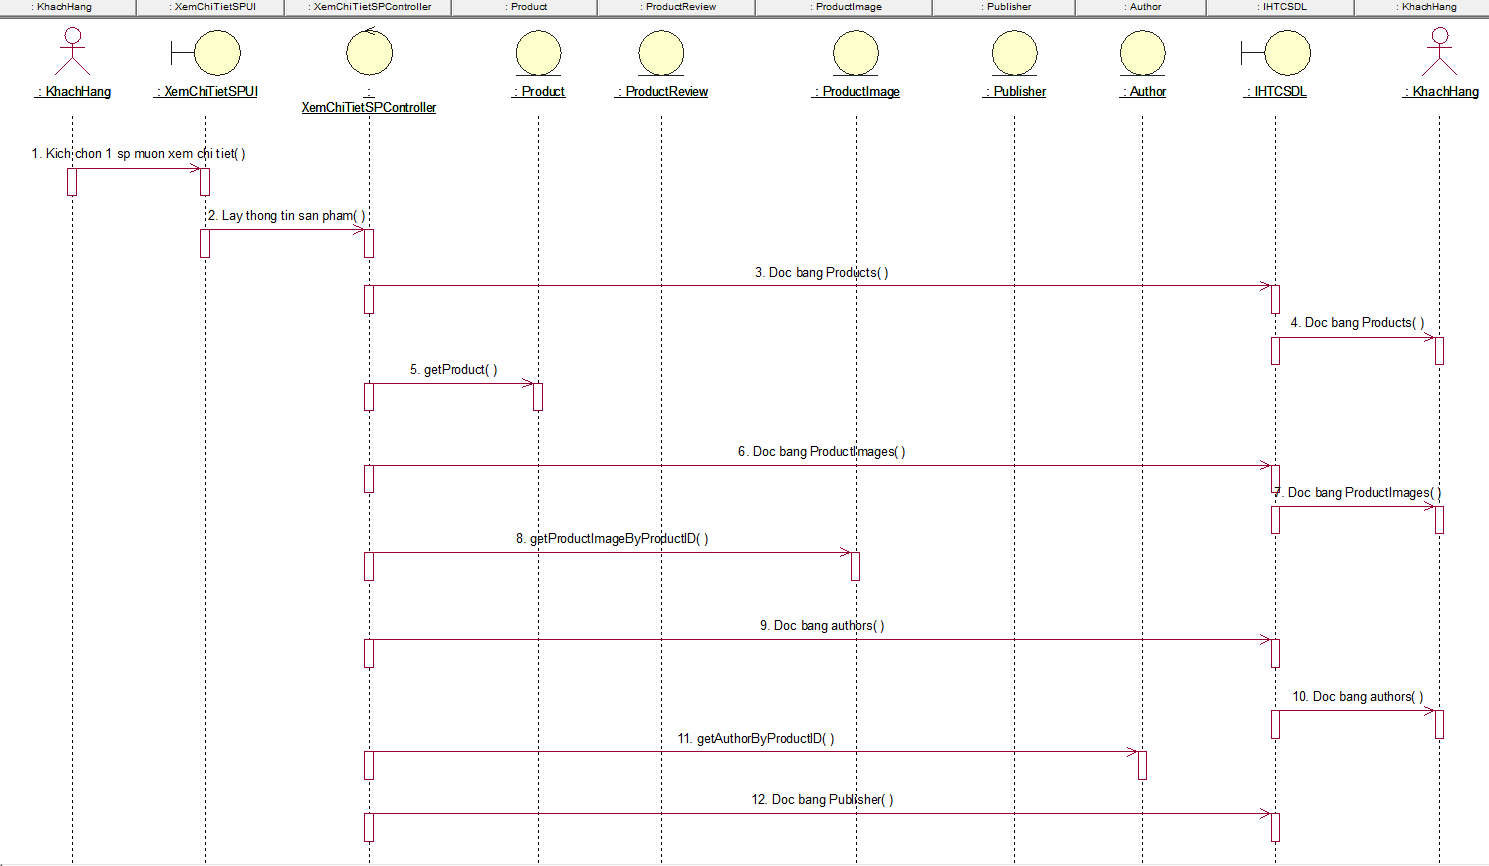 : KhachHang
: XemChiTietSPUI
: XemChiTietSPController
: Product
: ProductReview
: ProductImage
: Publisher
: Author
: IHTCSDL
: KhachHang
: KhachHang
: XemChiTietSPUI
:
XemChiTietSPController
: Product
: ProductReview
: ProductImage
: Publisher
: Author
: IHTCSDL
: KhachHang
1. Kich chon 1 sp muon xem chi tiet( )
2. Lay thong tin san pham( )
3. Doc bang Products( )
4. Doc bang Products( )
5. getProduct( )
6. Doc bang ProductImages( )
7. Doc bang ProductImages( )
8. getProductImageByProductID( )
9. Doc bang authors( )
10. Doc bang authors( )
11. getAuthorByProductID( )
12. Doc bang Publisher( )